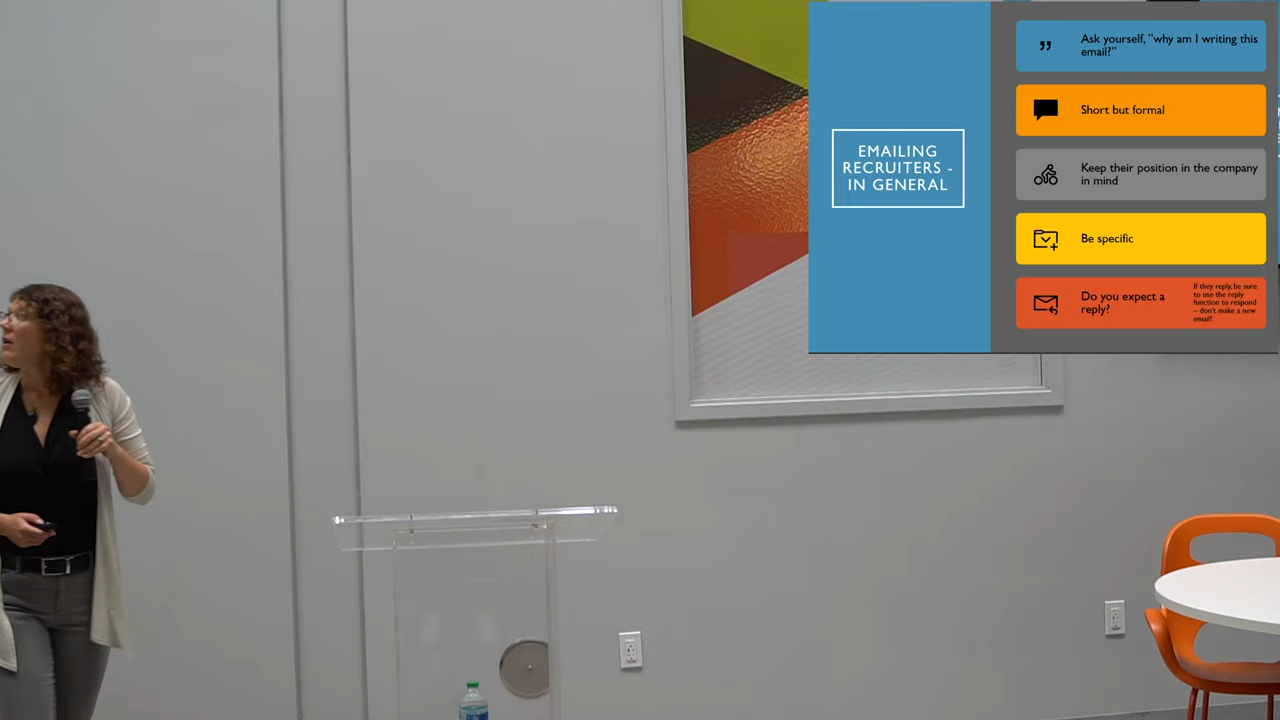 EMAILING
RECRUITERS -
IN GENERAL
Ask yourself, "why am I writing this
email?"
Short but formal
Keep their position in the company
in mind
Be specific
Do you expect a
reply?
If they reply, be sure
to use the reply
function to respond
– don't make a new
email!